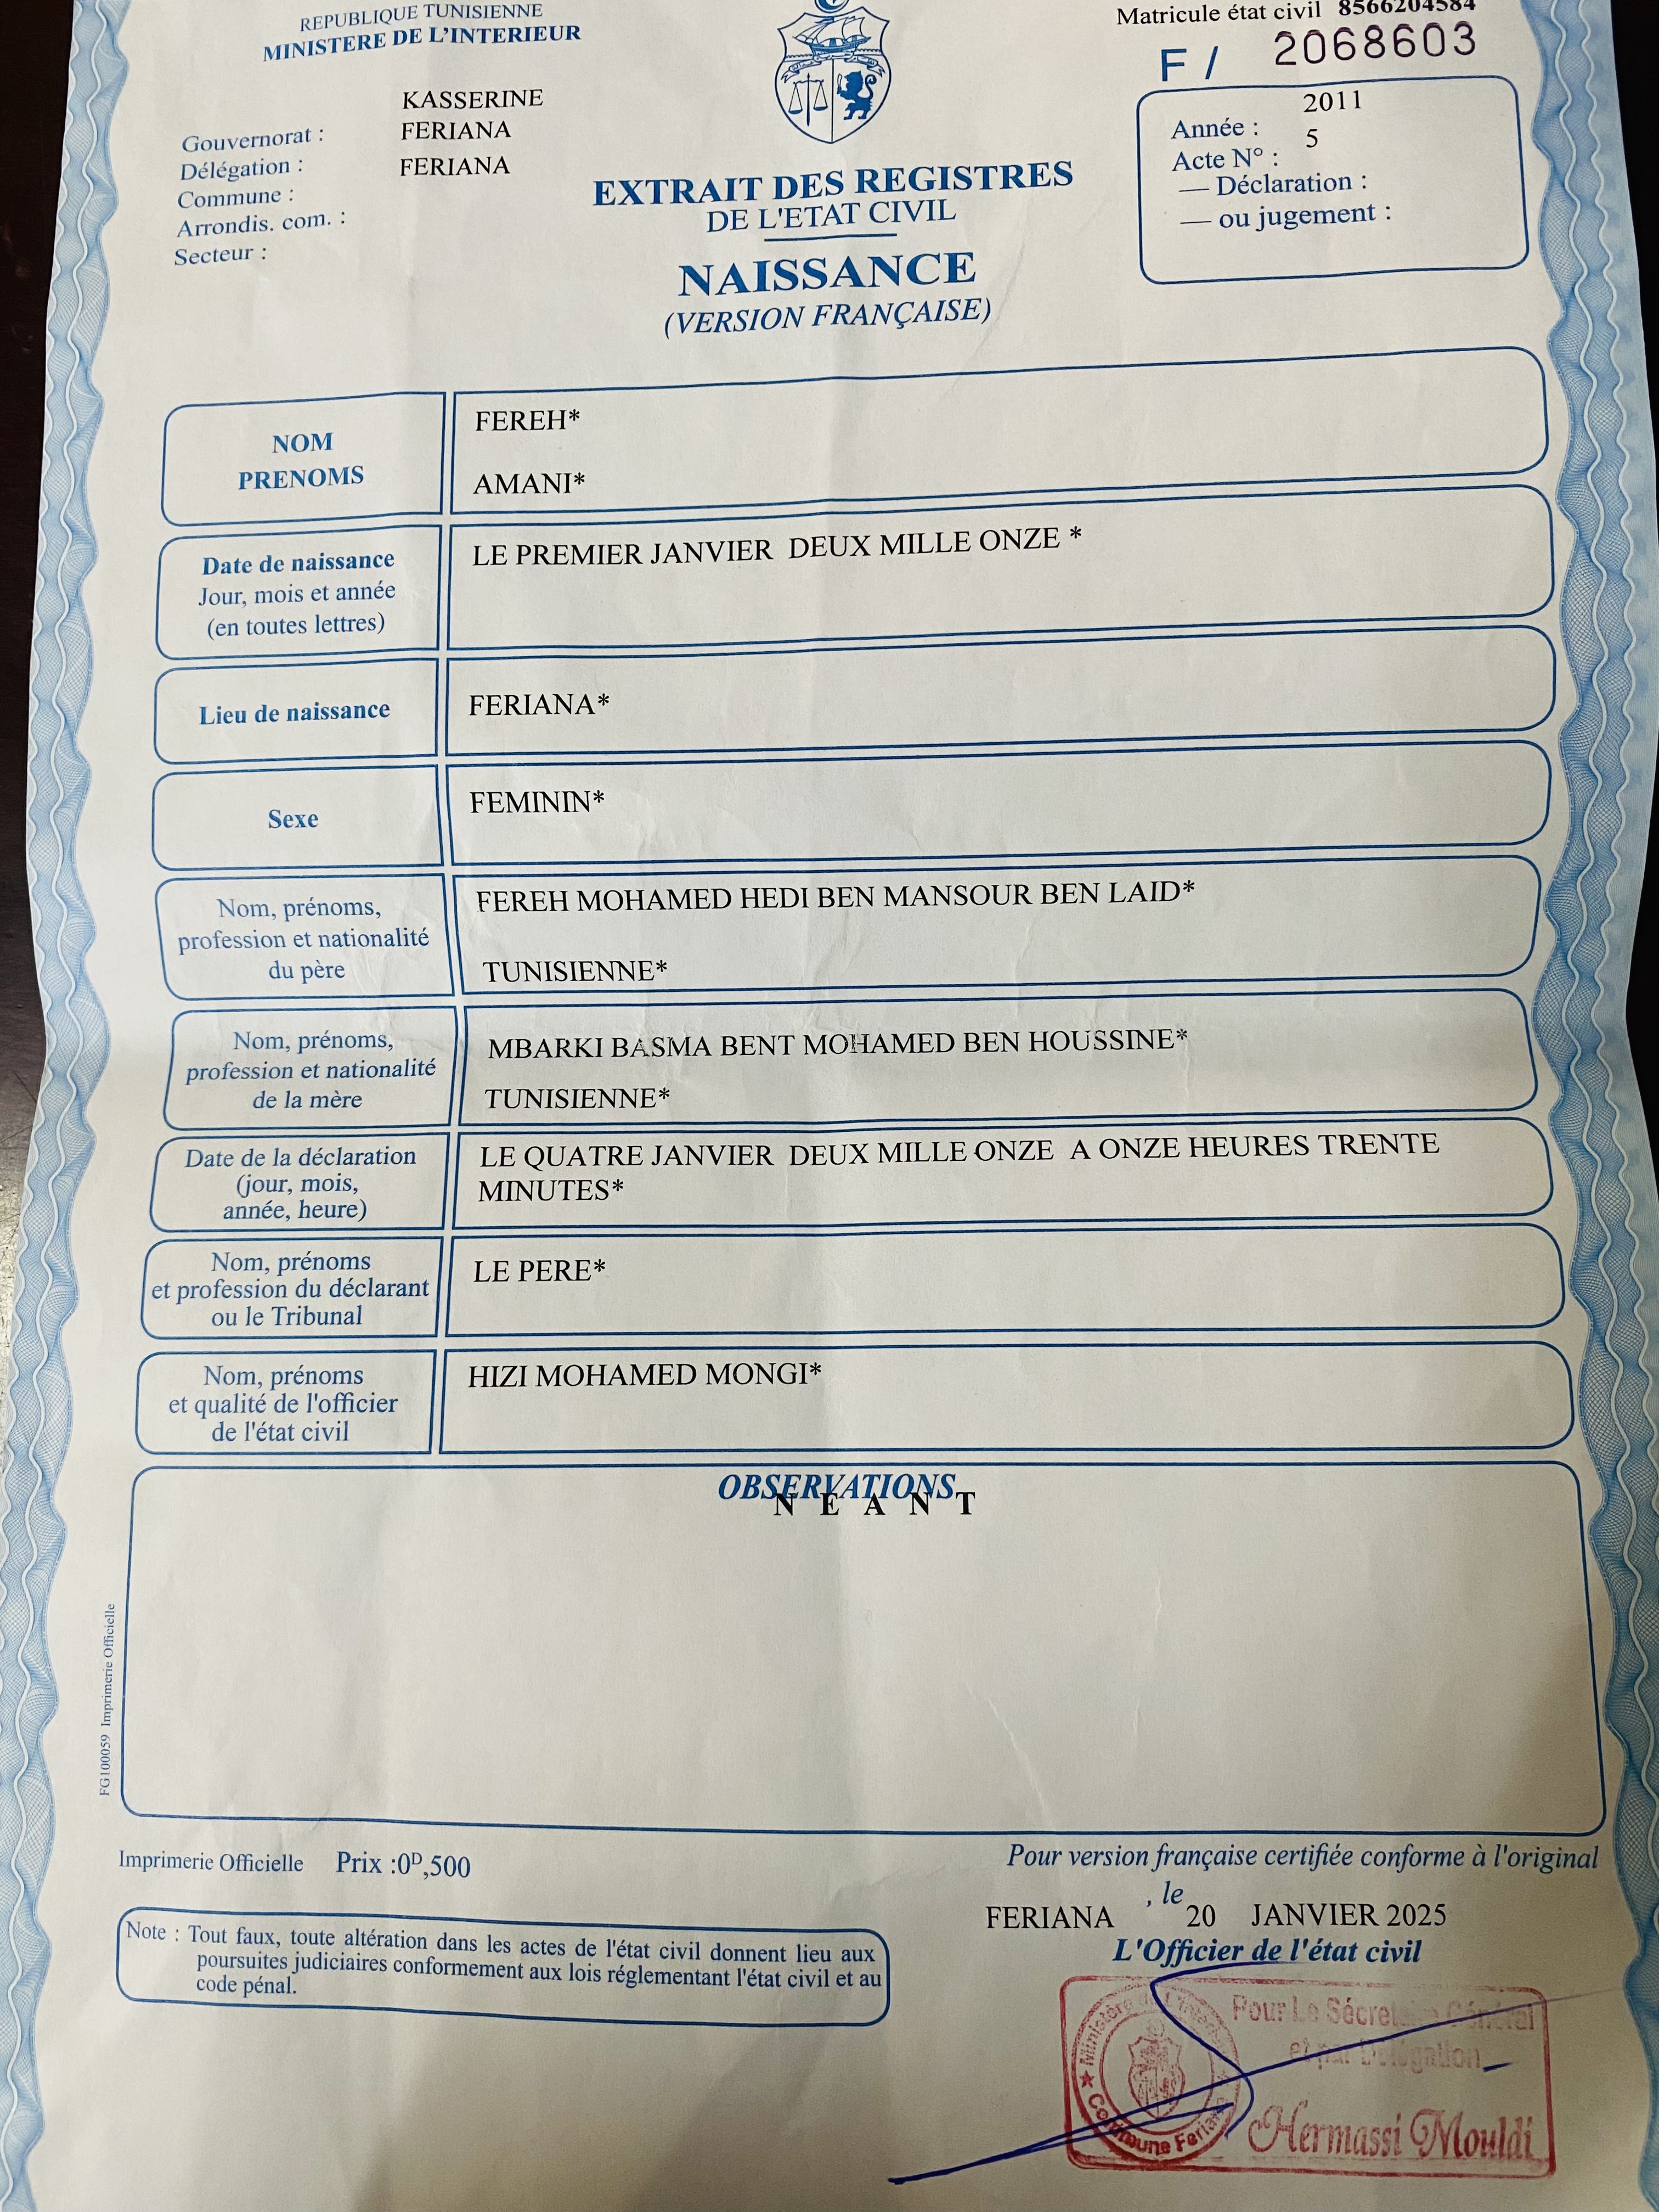 REPUBLIQUE TUNISIENNE
MINISTERE DE L'INTERIEUR
Matricule état civil 8566204584
F / 2068603
KASSERINE
Gouvernorat : FERIANA
Délégation : FERIANA
Commune :
Arrondis. com. :
Secteur :
2011
Année : 5
Acte N° :
— Déclaration :
— ou jugement :
EXTRAIT DES REGISTRES
DE L'ETAT CIVIL
NAISSANCE
(VERSION FRANÇAISE)
NOM
PRENOMS
FEREH*
AMANI*
Date de naissance
Jour, mois et année
(en toutes lettres)
LE PREMIER JANVIER DEUX MILLE ONZE *
Lieu de naissance
FERIANA*
Sexe
FEMININ*
Nom, prénoms,
profession et nationalité
du père
FEREH MOHAMED HEDI BEN MANSOUR BEN LAID*
TUNISIENNE*
Nom, prénoms,
profession et nationalité
de la mère
MBARKI BASMA BENT MOHAMED BEN HOUSSINE*
TUNISIENNE*
Date de la déclaration
(jour, mois,
année, heure)
LE QUATRE JANVIER DEUX MILLE ONZE A ONZE HEURES TRENTE
MINUTES*
Nom, prénoms
et profession du déclarant
ou le Tribunal
LE PERE*
Nom, prénoms
et qualité de l'officier
de l'état civil
HIZI MOHAMED MONGI*
OBSERVATIONS
N E A N T
FG100059 Imprimerie Officielle
Imprimerie Officielle Prix :0D,500
Pour version française certifiée conforme à l'original
FERIANA , le 20 JANVIER 2025
L'Officier de l'état civil
Note : Tout faux, toute altération dans les actes de l'état civil donnent lieu aux
poursuites judiciaires conformement aux lois réglementant l'état civil et au
code pénal.
Pour Le Secrétaire Général
et par Délégation
Hermassi Mouldi
Ministère de L'Intérieur
Commune Feriana